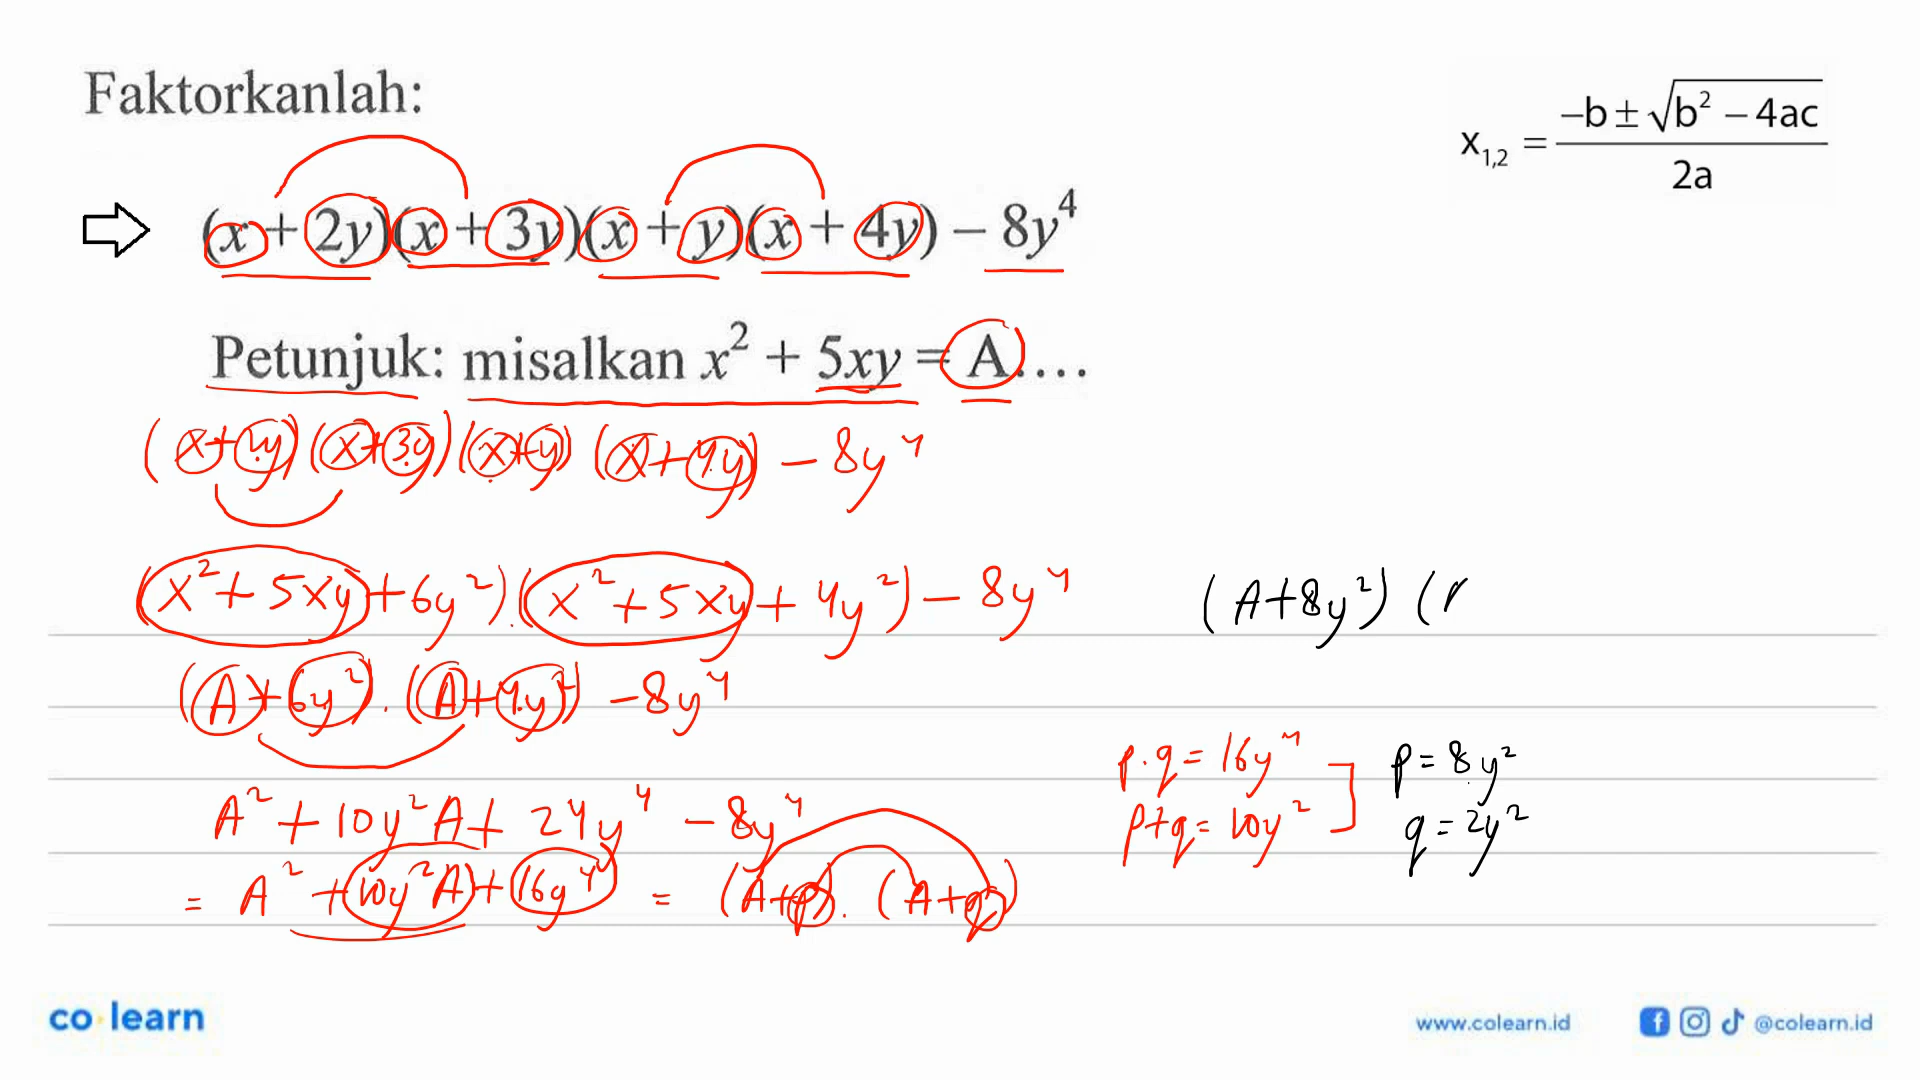 Faktorkanlah:
x₁,₂ = (–b ± √(b² – 4ac)) / 2a
(x + 2y)(x + 3y)(x + y)(x + 4y) – 8y⁴
Petunjuk: misalkan x² + 5xy = A....
(x+2y)(x+3y)(x+y)(x+4y) – 8y⁴
(x²+5xy+6y²).(x²+5xy+4y²) – 8y⁴
(A+6y²).(A+4y²) – 8y⁴
A²+10y²A+24y⁴ – 8y⁴
= A²+10y²A+16y⁴ = (A+p).(A+q)
(A+8y²)(
p.q = 16y⁴
p+q = 10y²
p = 8y²
q = 2y²
co learn
www.colearn.id
@colearn.id